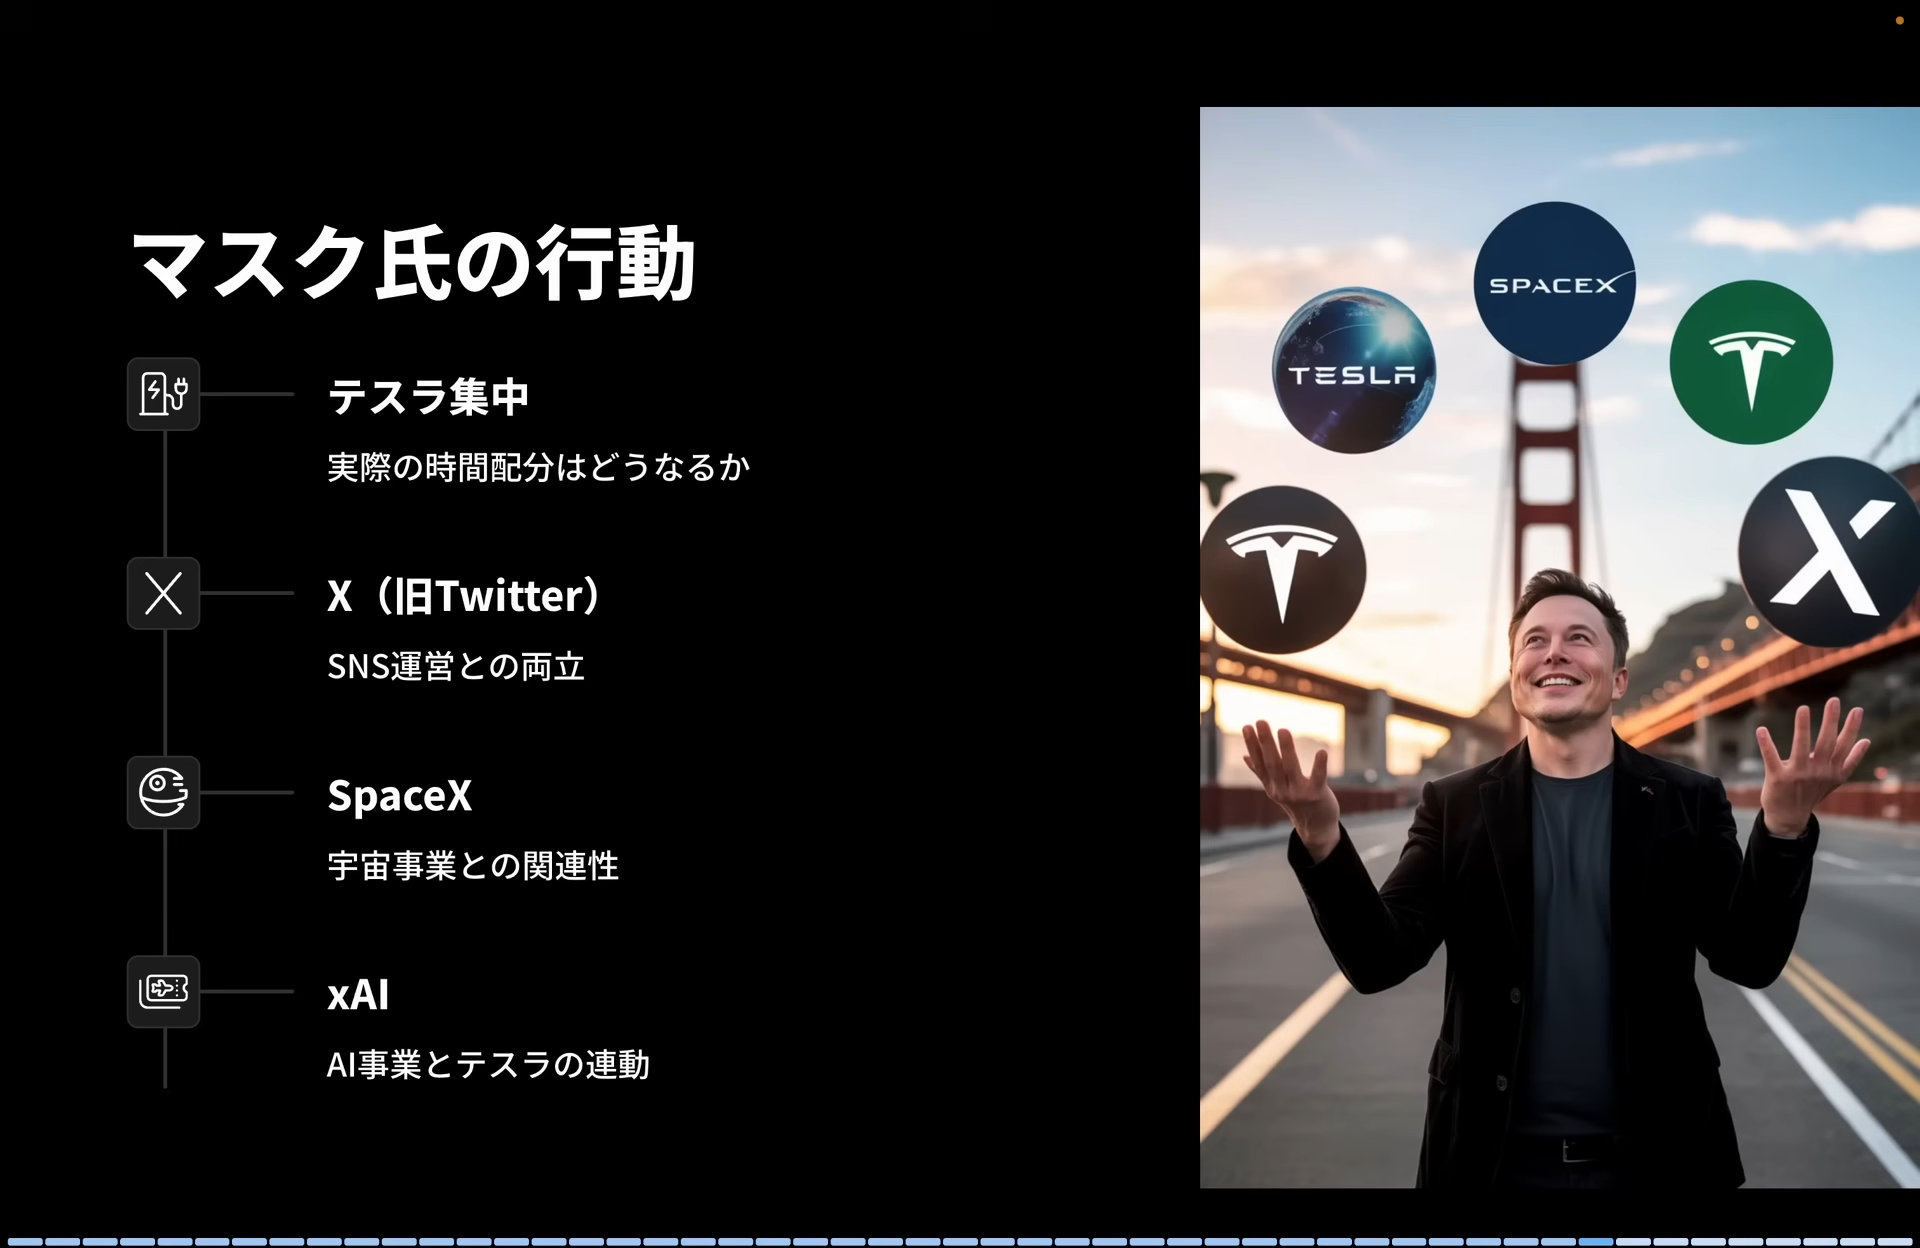 マスク氏の行動
テスラ集中
実際の時間配分はどうなるか
X（旧Twitter）
SNS運営との両立
SpaceX
宇宙事業との関連性
xAI
AI事業とテスラの連動
SPACEX
TESLA
X